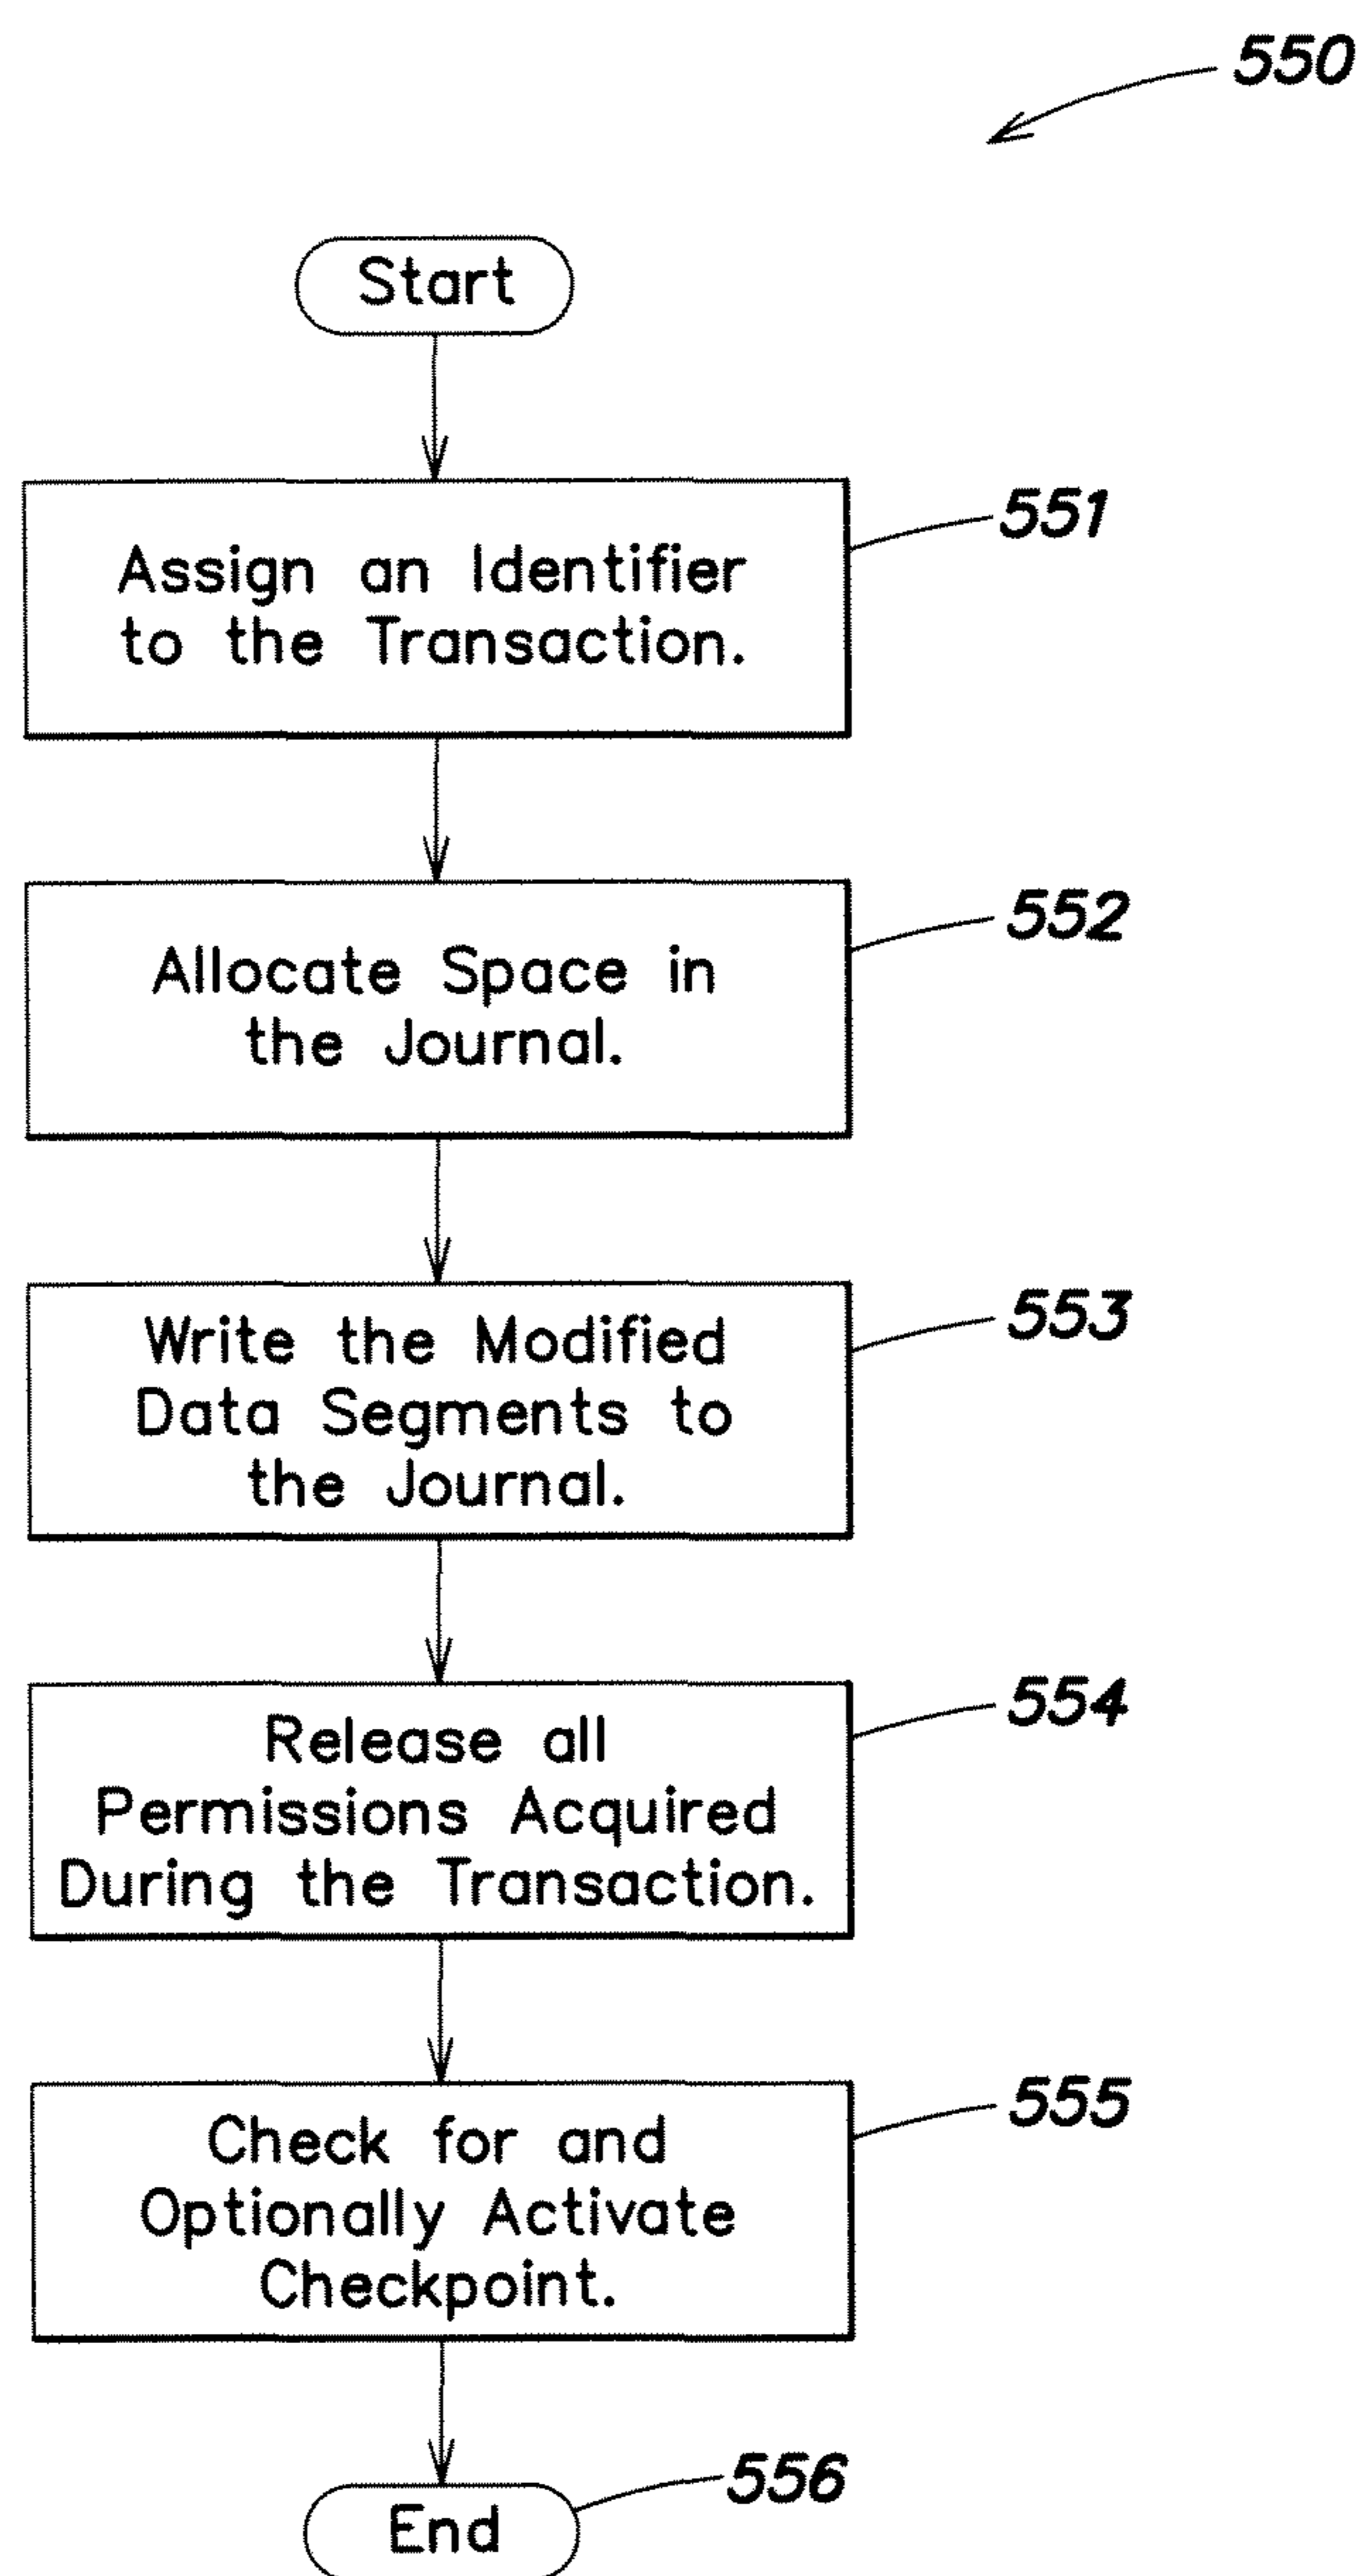 550
Start
551
Assign an Identifier
to the Transaction.
552
Allocate Space in
the Journal.
553
Write the Modified
Data Segments to
the Journal.
554
Release all
Permissions Acquired
During the Transaction.
555
Check for and
Optionally Activate
Checkpoint.
556
End